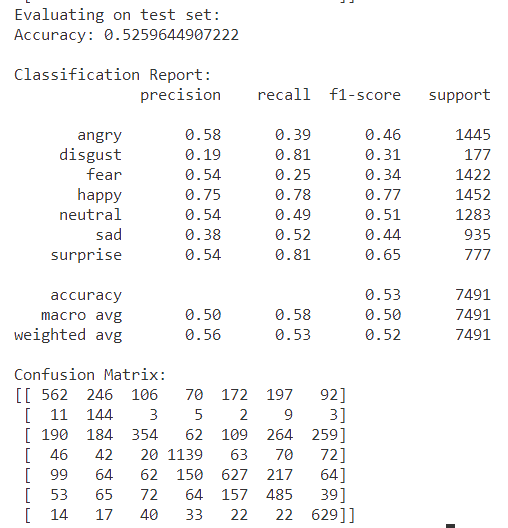 Evaluating on test set:
Accuracy: 0.5259644907222
Classification Report:
precision recall f1-score support
angry 0.58 0.39 0.46 1445
disgust 0.19 0.81 0.31 177
fear 0.54 0.25 0.34 1422
happy 0.75 0.78 0.77 1452
neutral 0.54 0.49 0.51 1283
sad 0.38 0.52 0.44 935
surprise 0.54 0.81 0.65 777
accuracy 0.53 7491
macro avg 0.50 0.58 0.50 7491
weighted avg 0.56 0.53 0.52 7491
Confusion Matrix:
[[ 562 246 106 70 172 197 92]
[ 11 144 3 5 2 9 3]
[ 190 184 354 62 109 264 259]
[ 46 42 20 1139 63 70 72]
[ 99 64 62 150 627 217 64]
[ 53 65 72 64 157 485 39]
[ 14 17 40 33 22 22 629]]